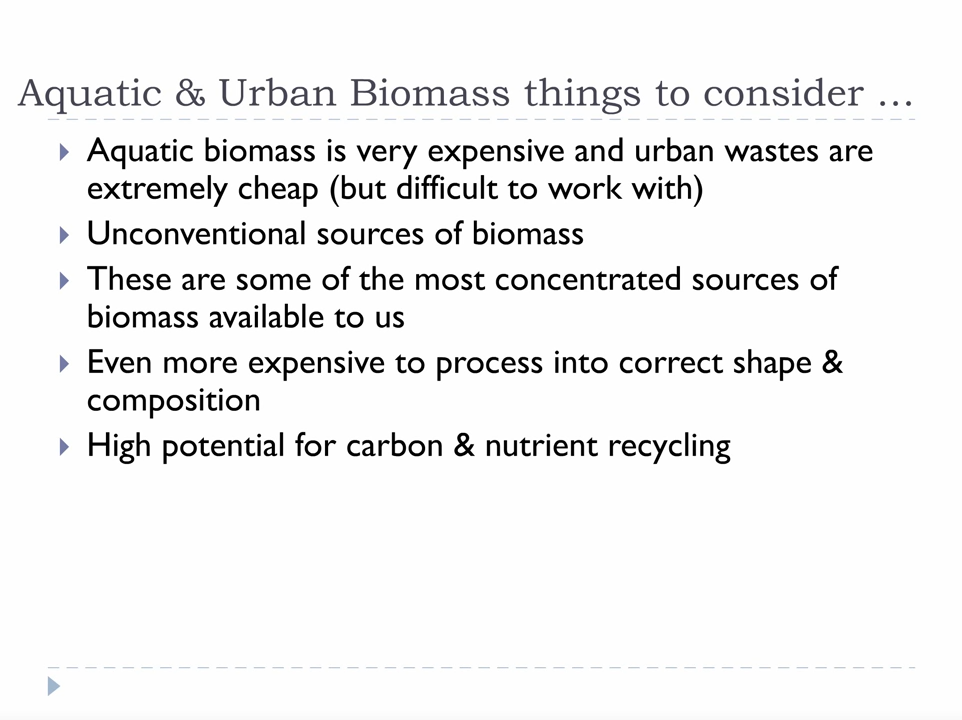 Aquatic & Urban Biomass things to consider …
Aquatic biomass is very expensive and urban wastes are
extremely cheap (but difficult to work with)
Unconventional sources of biomass
These are some of the most concentrated sources of
biomass available to us
Even more expensive to process into correct shape &
composition
High potential for carbon & nutrient recycling